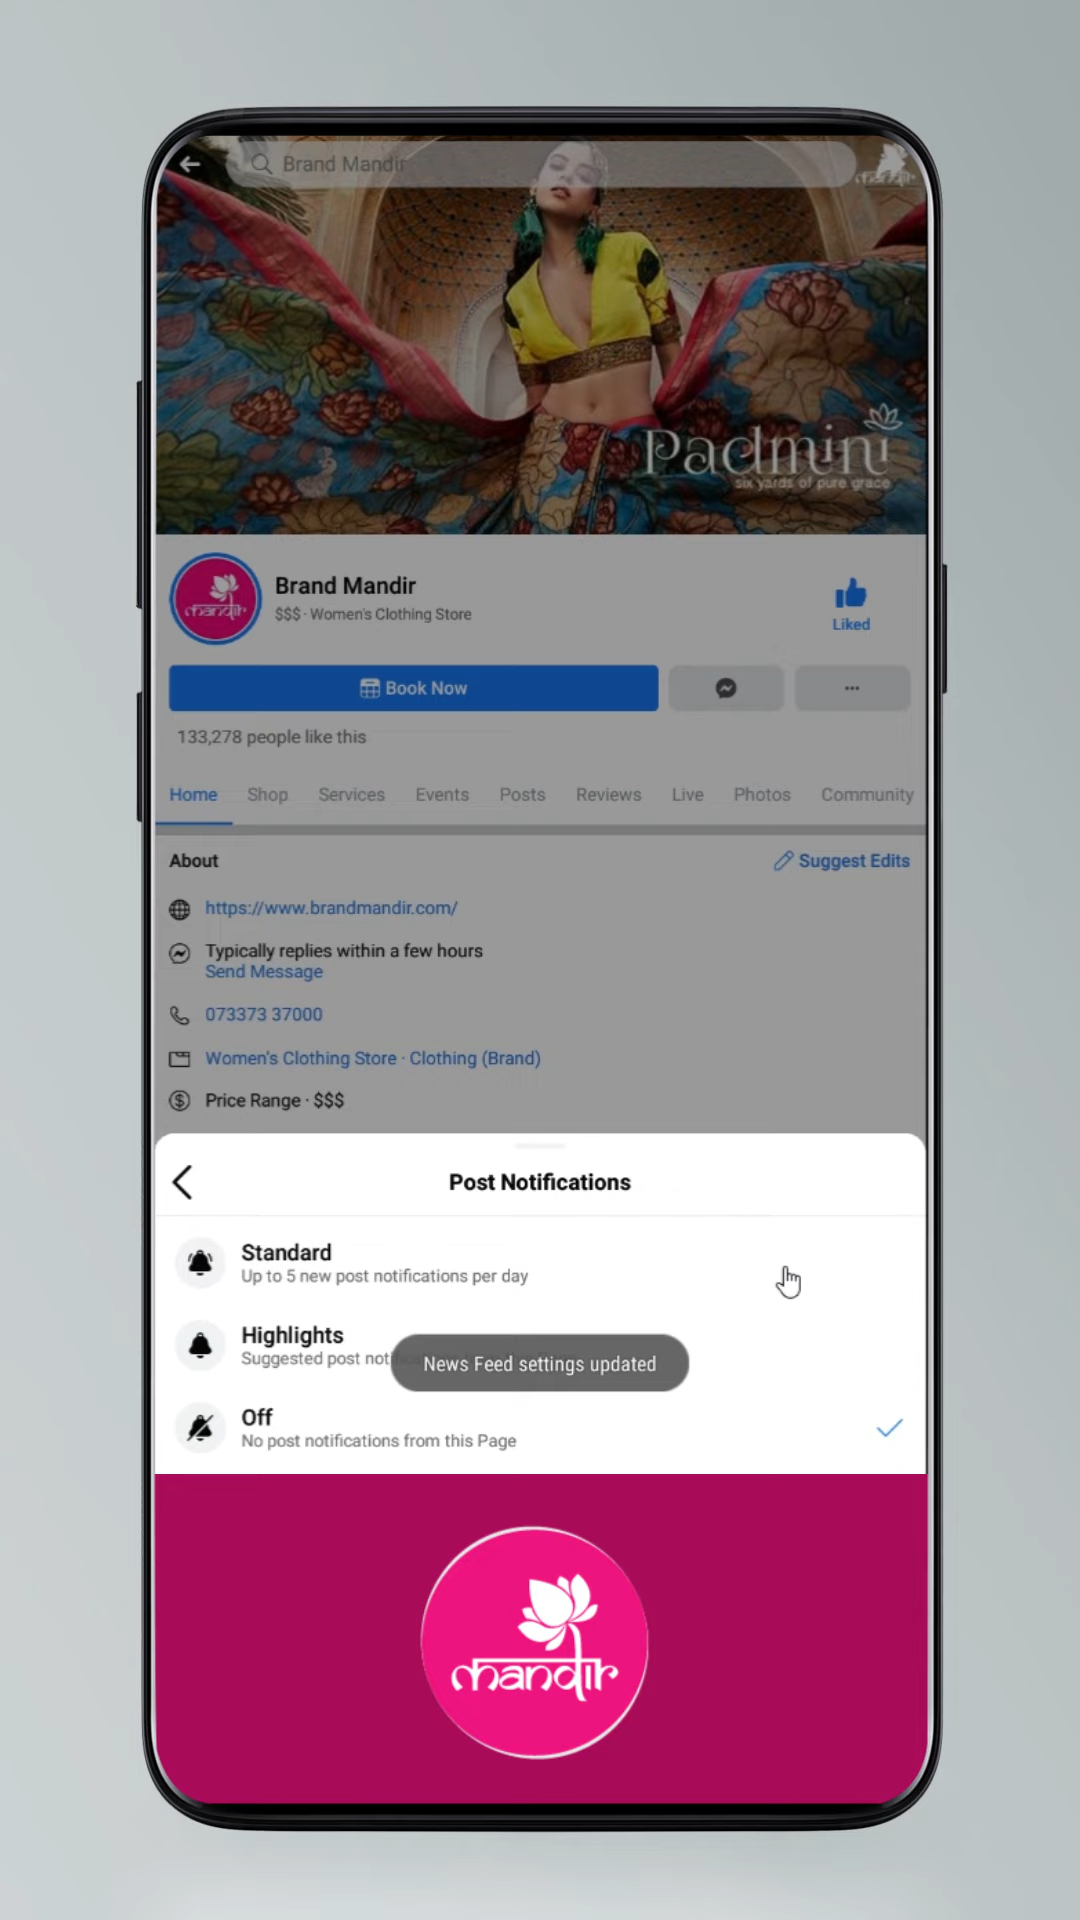 Brand Mandir
Padmini
six yards of pure grace
mandir
Brand Mandir
$$$ · Women's Clothing Store
Liked
Book Now
133,278 people like this
Home Shop Services Events Posts Reviews Live Photos Community
About
Suggest Edits
https://www.brandmandir.com/
Typically replies within a few hours
Send Message
073373 37000
Women's Clothing Store · Clothing (Brand)
Price Range · $$$
Post Notifications
Standard
Up to 5 new post notifications per day
Highlights
Suggested post
News Feed settings updated
Off
No post notifications from this Page
mandir